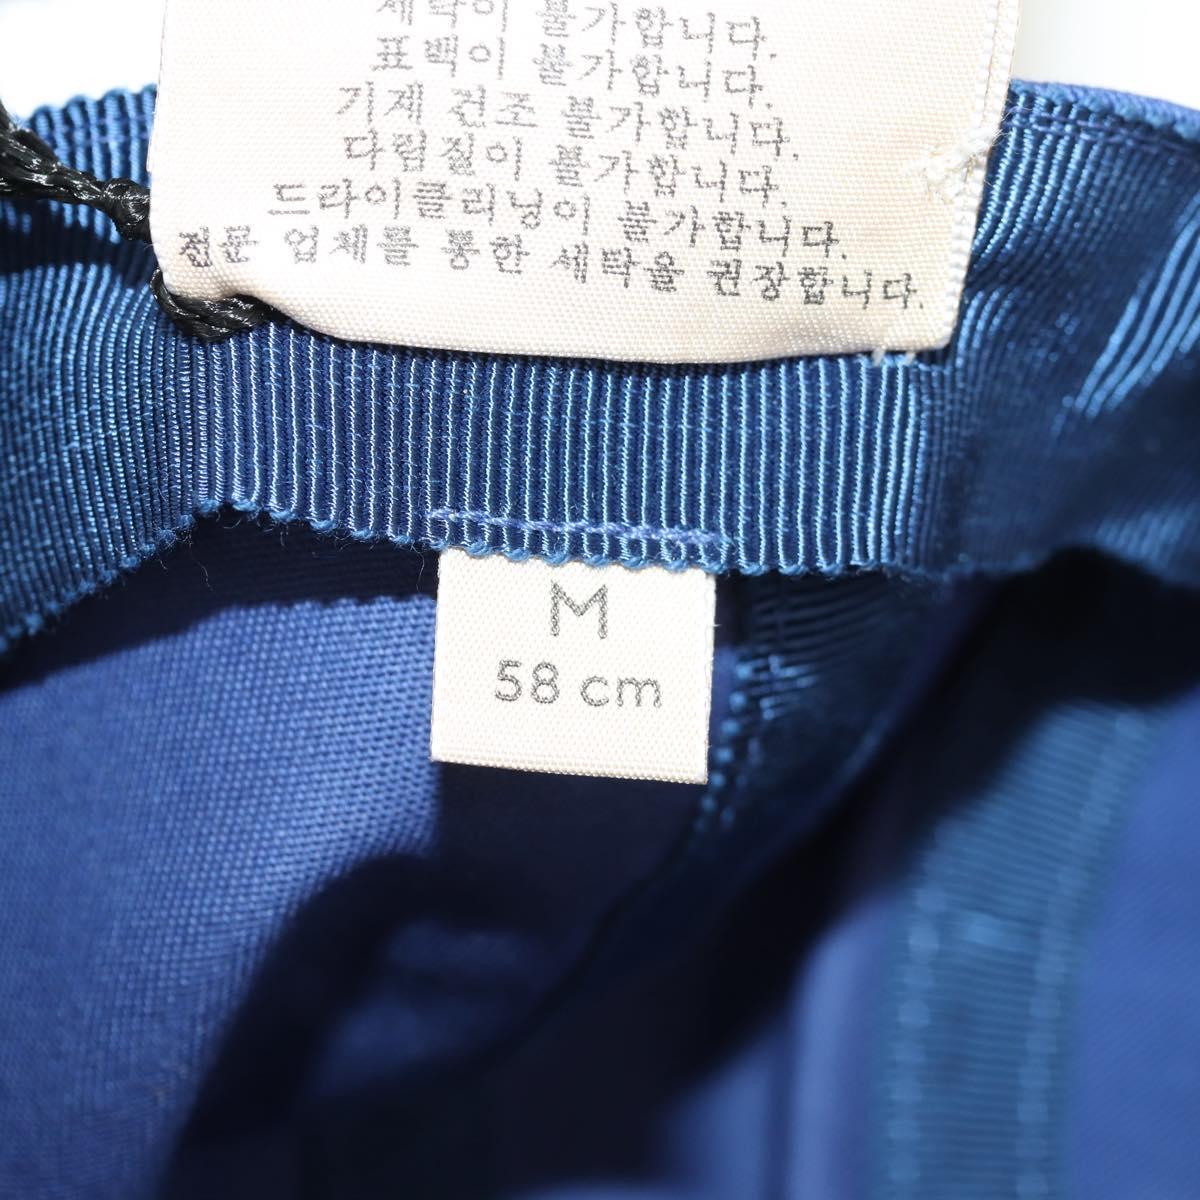 세탁이 불가합니다.
표백이 불가합니다.
기계 건조 불가합니다.
다림질이 불가합니다.
드라이클리닝이 불가합니다.
전문 업체를 통한 세탁을 권장합니다.
M
58 cm